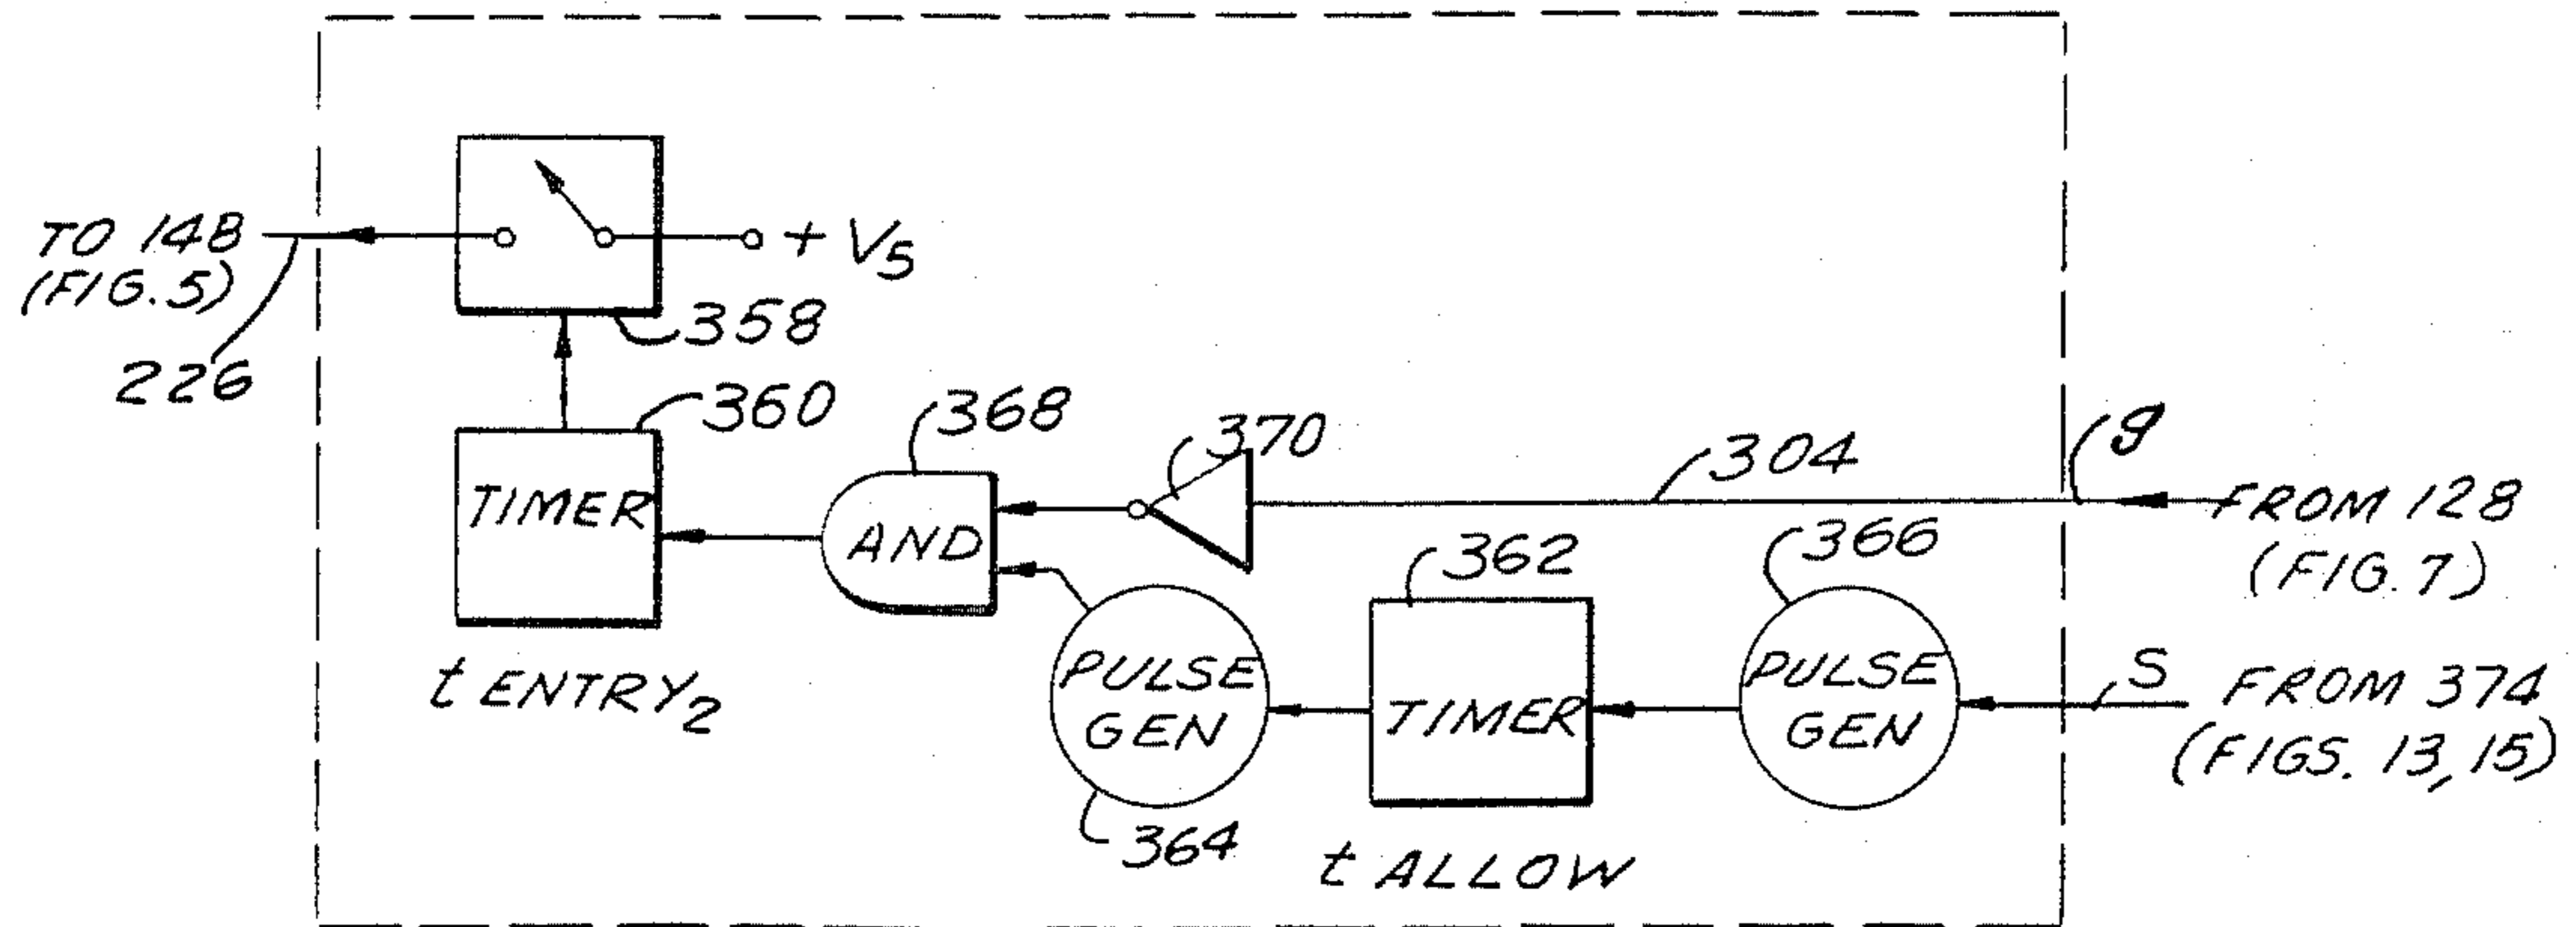 TO 148
(FIG. 5)
226
+ V5
358
360
TIMER
t ENTRY2
368
AND
370
304
g
FROM 128
(FIG. 7)
362
366
PULSE
GEN
364
TIMER
t ALLOW
PULSE
GEN
S
FROM 374
(FIGS. 13, 15)